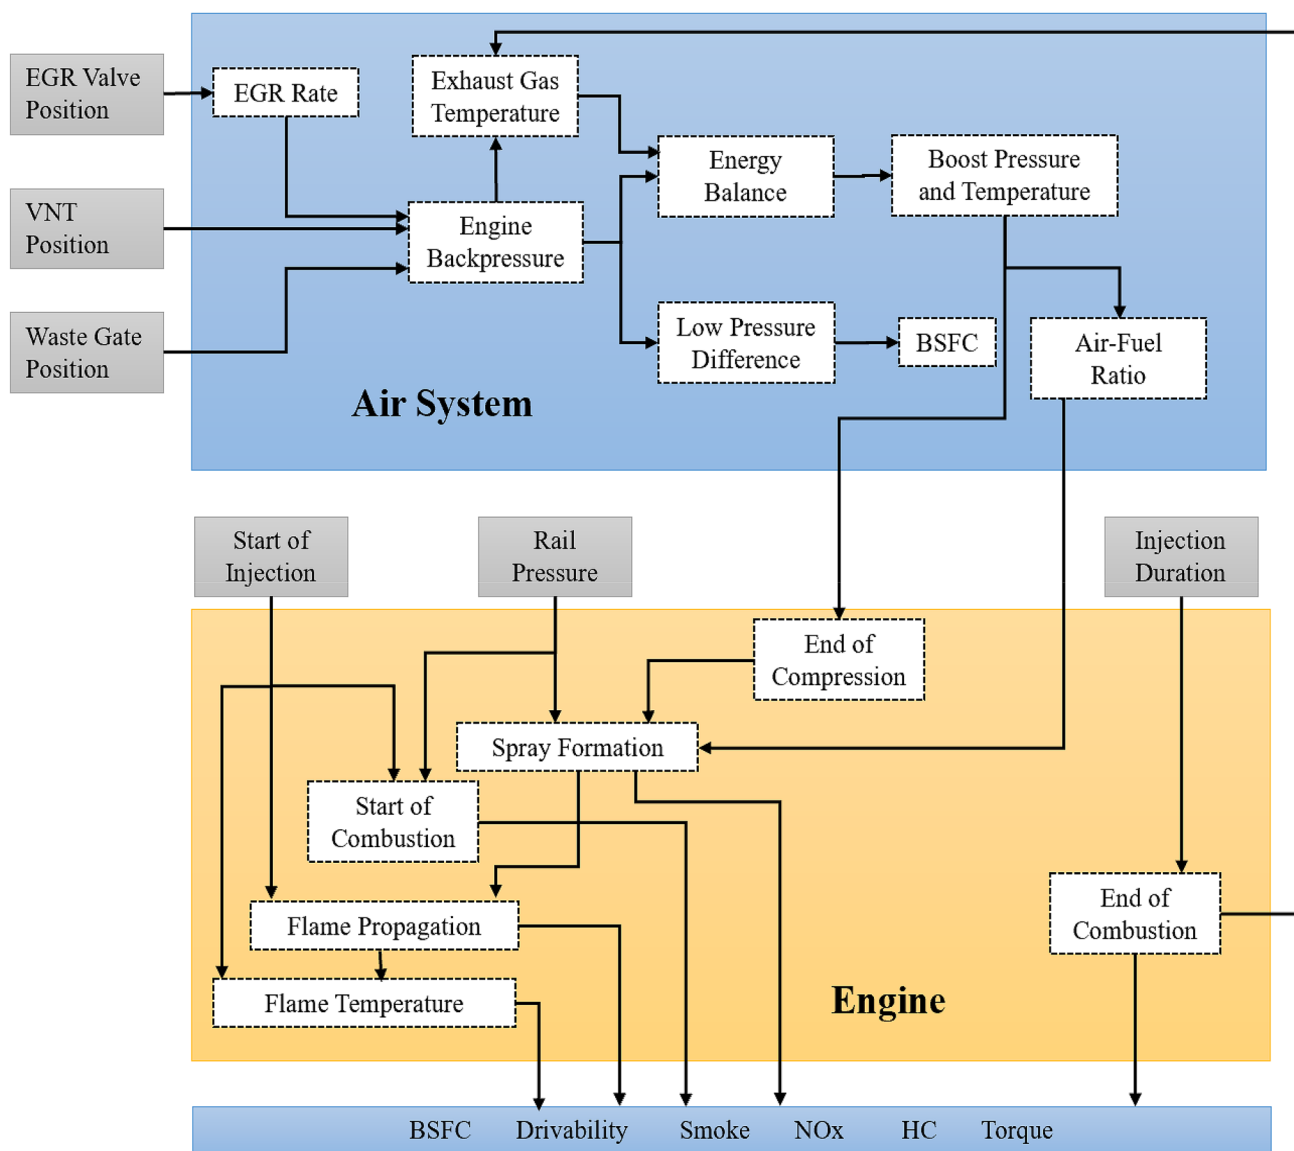 EGR Valve
Position
EGR Rate
Exhaust Gas
Temperature
Energy
Balance
Boost Pressure
and Temperature
VNT
Position
Engine
Backpressure
Waste Gate
Position
Low Pressure
Difference
BSFC
Air-Fuel
Ratio
Air System
Start of
Injection
Rail
Pressure
Injection
Duration
End of
Compression
Spray Formation
Start of
Combustion
Flame Propagation
End of
Combustion
Flame Temperature
Engine
BSFC Drivability Smoke NOx HC Torque